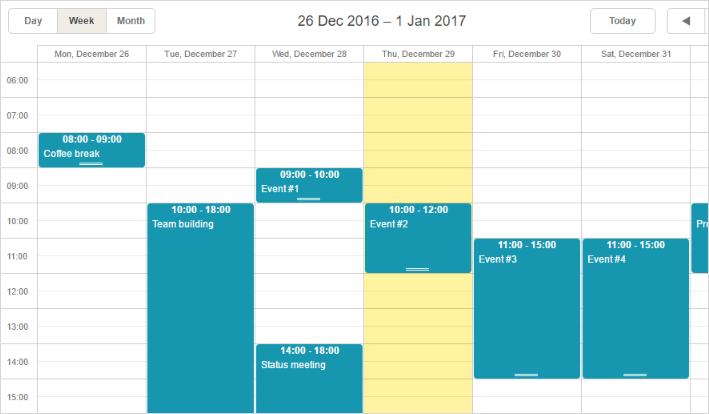 Day Week Month
26 Dec 2016 – 1 Jan 2017
Today
Mon, December 26
Tue, December 27
Wed, December 28
Thu, December 29
Fri, December 30
Sat, December 31
06:00
07:00
08:00
09:00
10:00
11:00
12:00
13:00
14:00
15:00
08:00 - 09:00
Coffee break
10:00 - 18:00
Team building
09:00 - 10:00
Event #1
14:00 - 18:00
Status meeting
10:00 - 12:00
Event #2
11:00 - 15:00
Event #3
11:00 - 15:00
Event #4